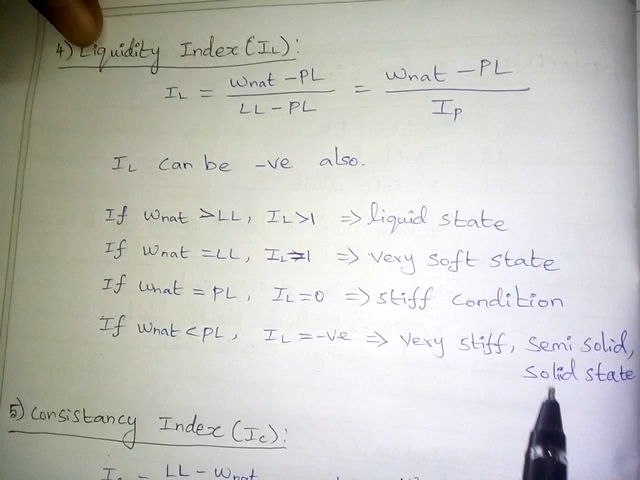 4) Liquidity Index (IL):
IL = Wnat - PL / LL - PL = Wnat - PL / Ip
IL can be -ve also.
If Wnat > LL, IL > 1 => liquid state
If Wnat = LL, IL = 1 => very soft state
If Wnat = PL, IL = 0 => stiff condition
If Wnat < PL, IL = -ve => very stiff, semi solid,
solid state
5) Consistancy Index (Ic):
LL - Wnat